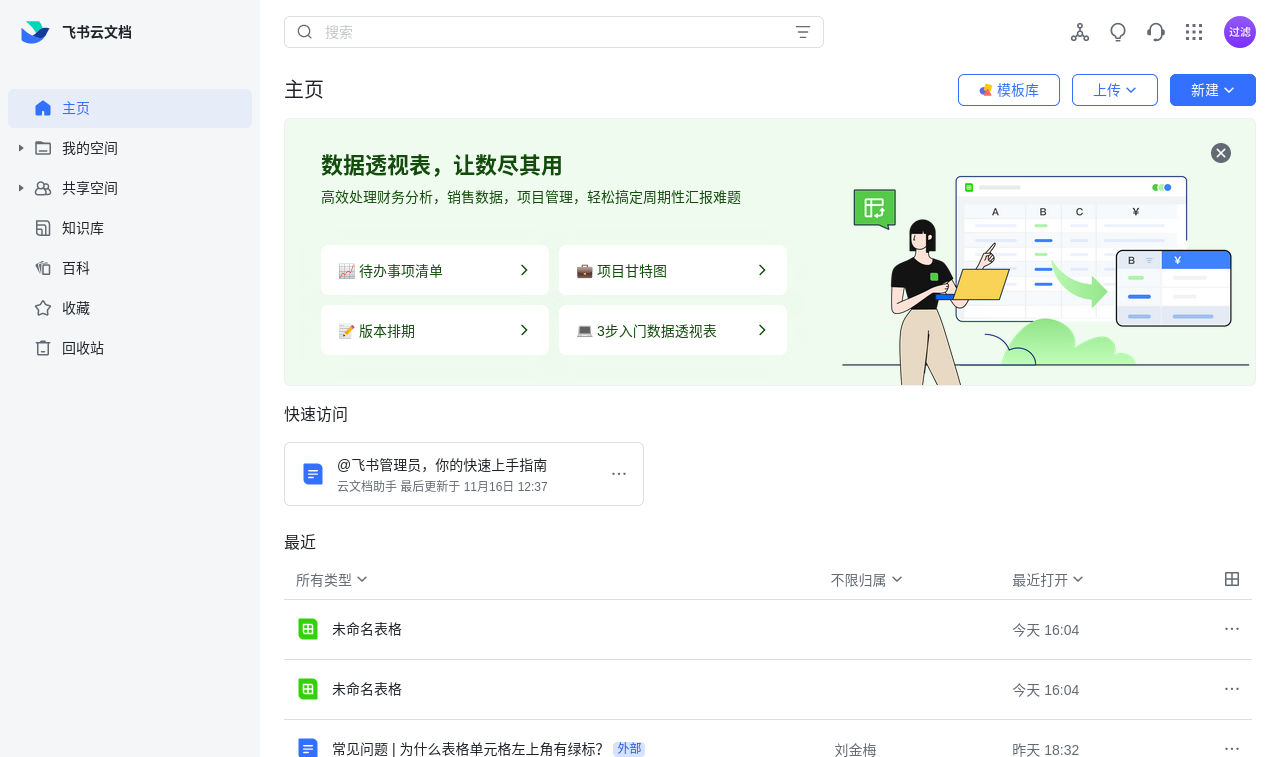 飞书云文档
搜索
过滤
主页
我的空间
共享空间
知识库
百科
收藏
回收站
主页
模板库
上传
新建
数据透视表，让数尽其用
高效处理财务分析，销售数据，项目管理，轻松搞定周期性汇报难题
📈 待办事项清单
💼 项目甘特图
📝 版本排期
💻 3步入门数据透视表
A B C ¥
B ¥
快速访问
@飞书管理员，你的快速上手指南
云文档助手 最后更新于 11月16日 12:37
最近
所有类型 不限归属 最近打开
未命名表格 今天 16:04
未命名表格 今天 16:04
常见问题 | 为什么表格单元格左上角有绿标？ 外部 刘金梅 昨天 18:32